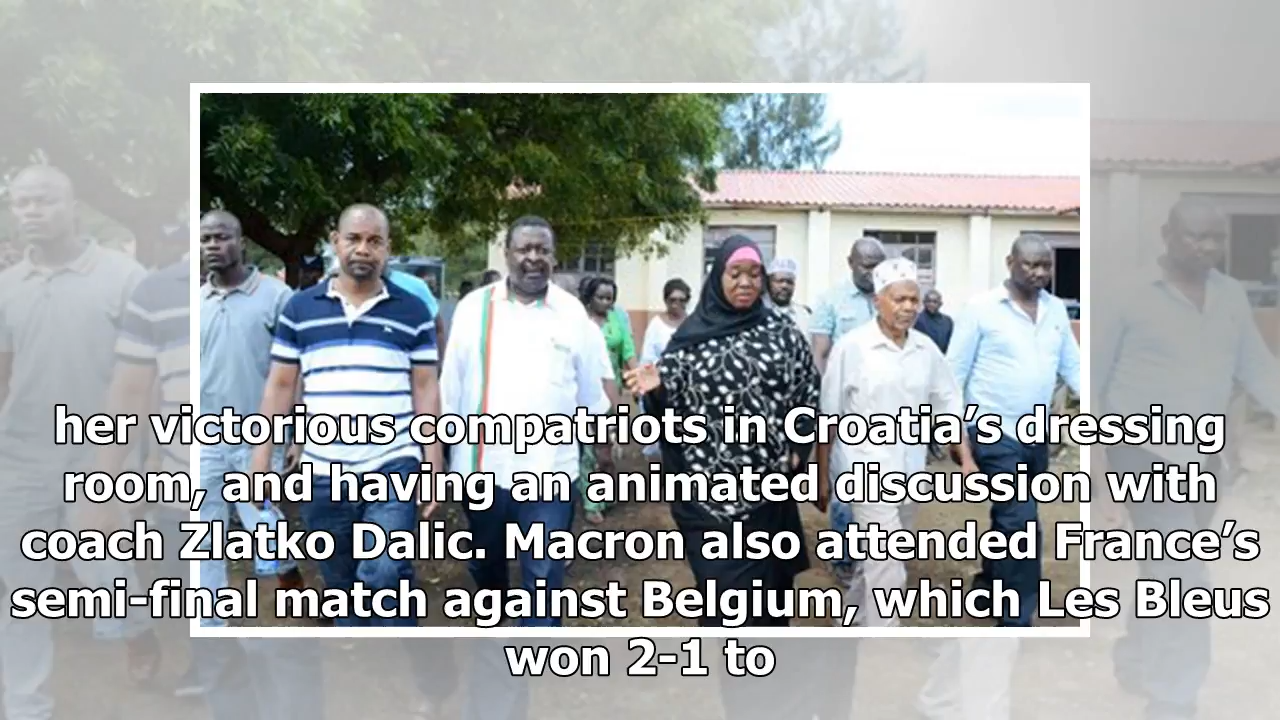 her victorious compatriots in Croatia’s dressing
room, and having an animated discussion with
coach Zlatko Dalic. Macron also attended France’s
semi-final match against Belgium, which Les Bleus
won 2-1 to